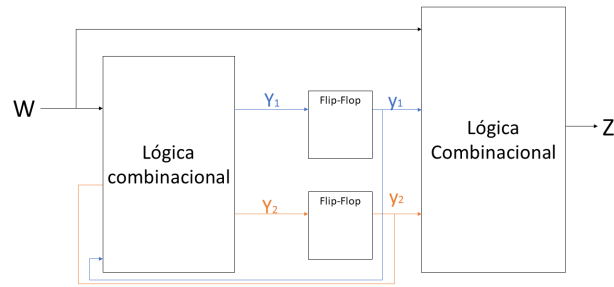 W
Lógica
combinacional
Y1
Flip-Flop
y1
Y2
Flip-Flop
y2
Lógica
Combinacional
Z